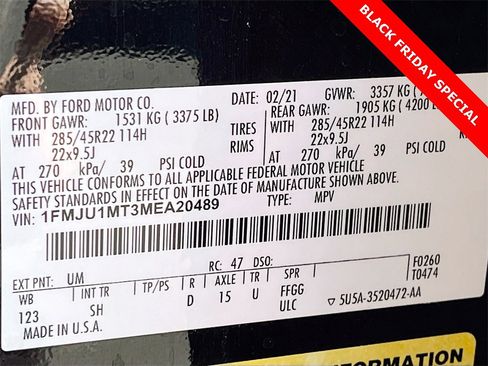 BLACK FRIDAY SPECIAL
MFD. BY FORD MOTOR CO.
DATE: 02/21 GVWR: 3357 KG
FRONT GAWR: 1531 KG ( 3375 LB)
REAR GAWR: 1905 KG ( 4200
WITH 285/45R22 114H TIRES WITH 285/45R22 114H
22x9.5J RIMS 22x9.5J
AT 270 kPa/ 39 PSI COLD AT 270 kPa/ 39 PSI COLD
THIS VEHICLE CONFORMS TO ALL APPLICABLE FEDERAL MOTOR VEHICLE
SAFETY STANDARDS IN EFFECT ON THE DATE OF MANUFACTURE SHOWN ABOVE.
VIN: 1FMJU1MT3MEA20489 TYPE: MPV
EXT PNT: UM RC: 47 DSO: F0260
WB INT TR TP/PS R AXLE TR SPR T0474
123 SH D 15 U FFGG
ULC
MADE IN U.S.A. 5U5A-3520472-AA
INFORMATION